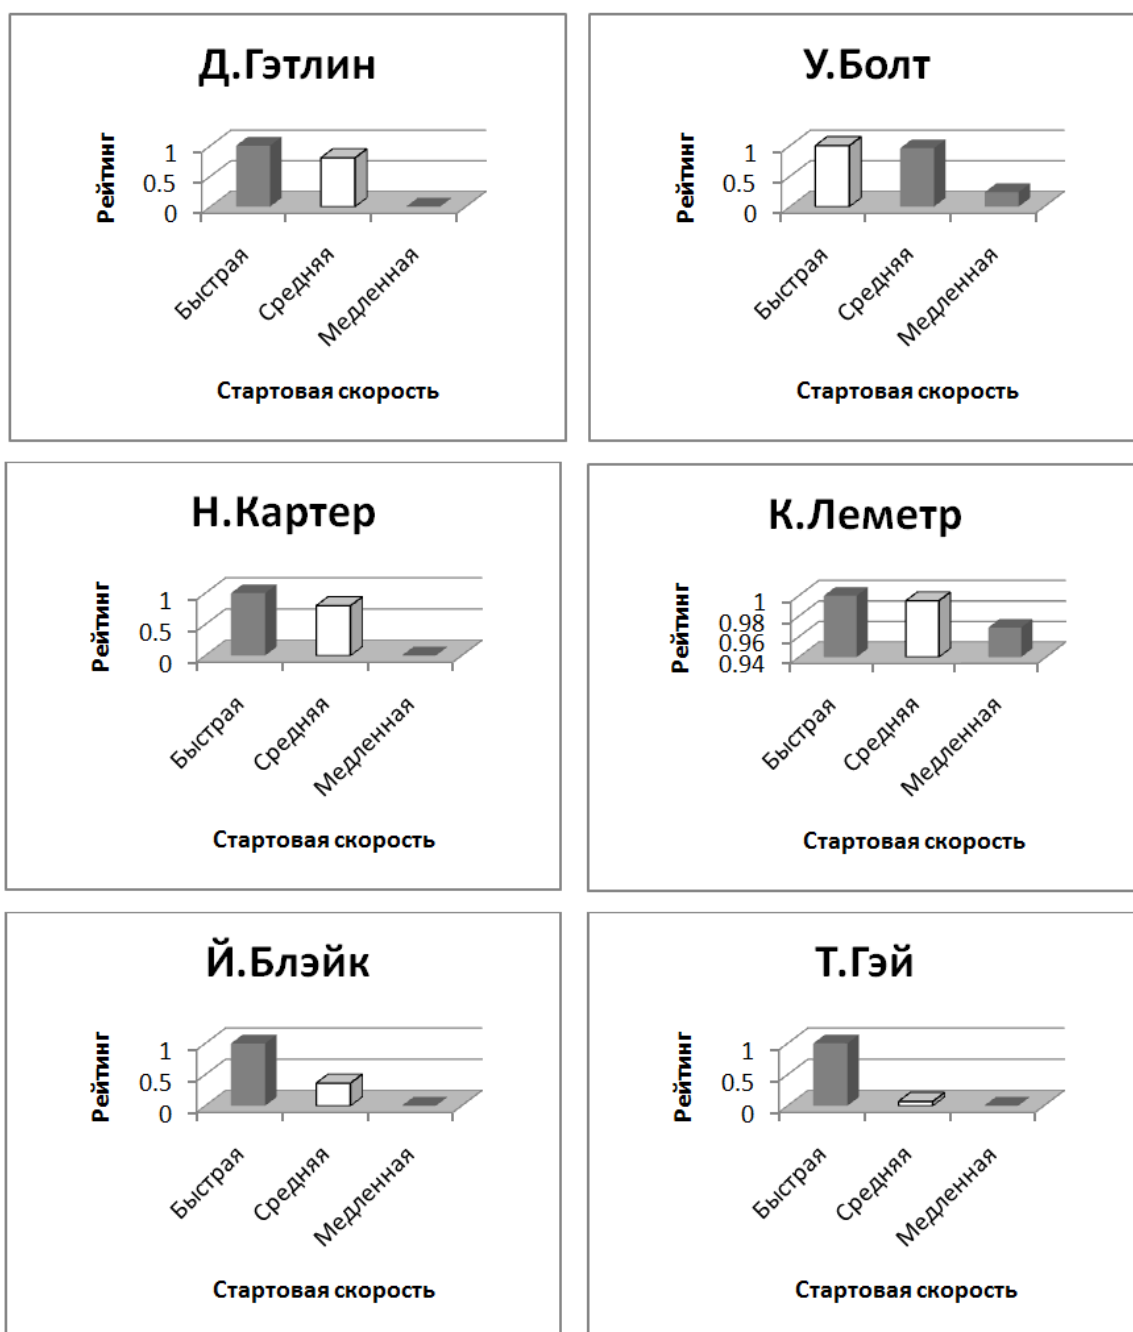 Д.Гэтлин
Рейтинг
1
0.5
0
Быстрая
Средняя
Медленная
Стартовая скорость
У.Болт
Рейтинг
1
0.5
0
Быстрая
Средняя
Медленная
Стартовая скорость
Н.Картер
Рейтинг
1
0.5
0
Быстрая
Средняя
Медленная
Стартовая скорость
К.Леметр
Рейтинг
1
0.98
0.96
0.94
Быстрая
Средняя
Медленная
Стартовая скорость
Й.Блэйк
Рейтинг
1
0.5
0
Быстрая
Средняя
Медленная
Стартовая скорость
Т.Гэй
Рейтинг
1
0.5
0
Быстрая
Средняя
Медленная
Стартовая скорость